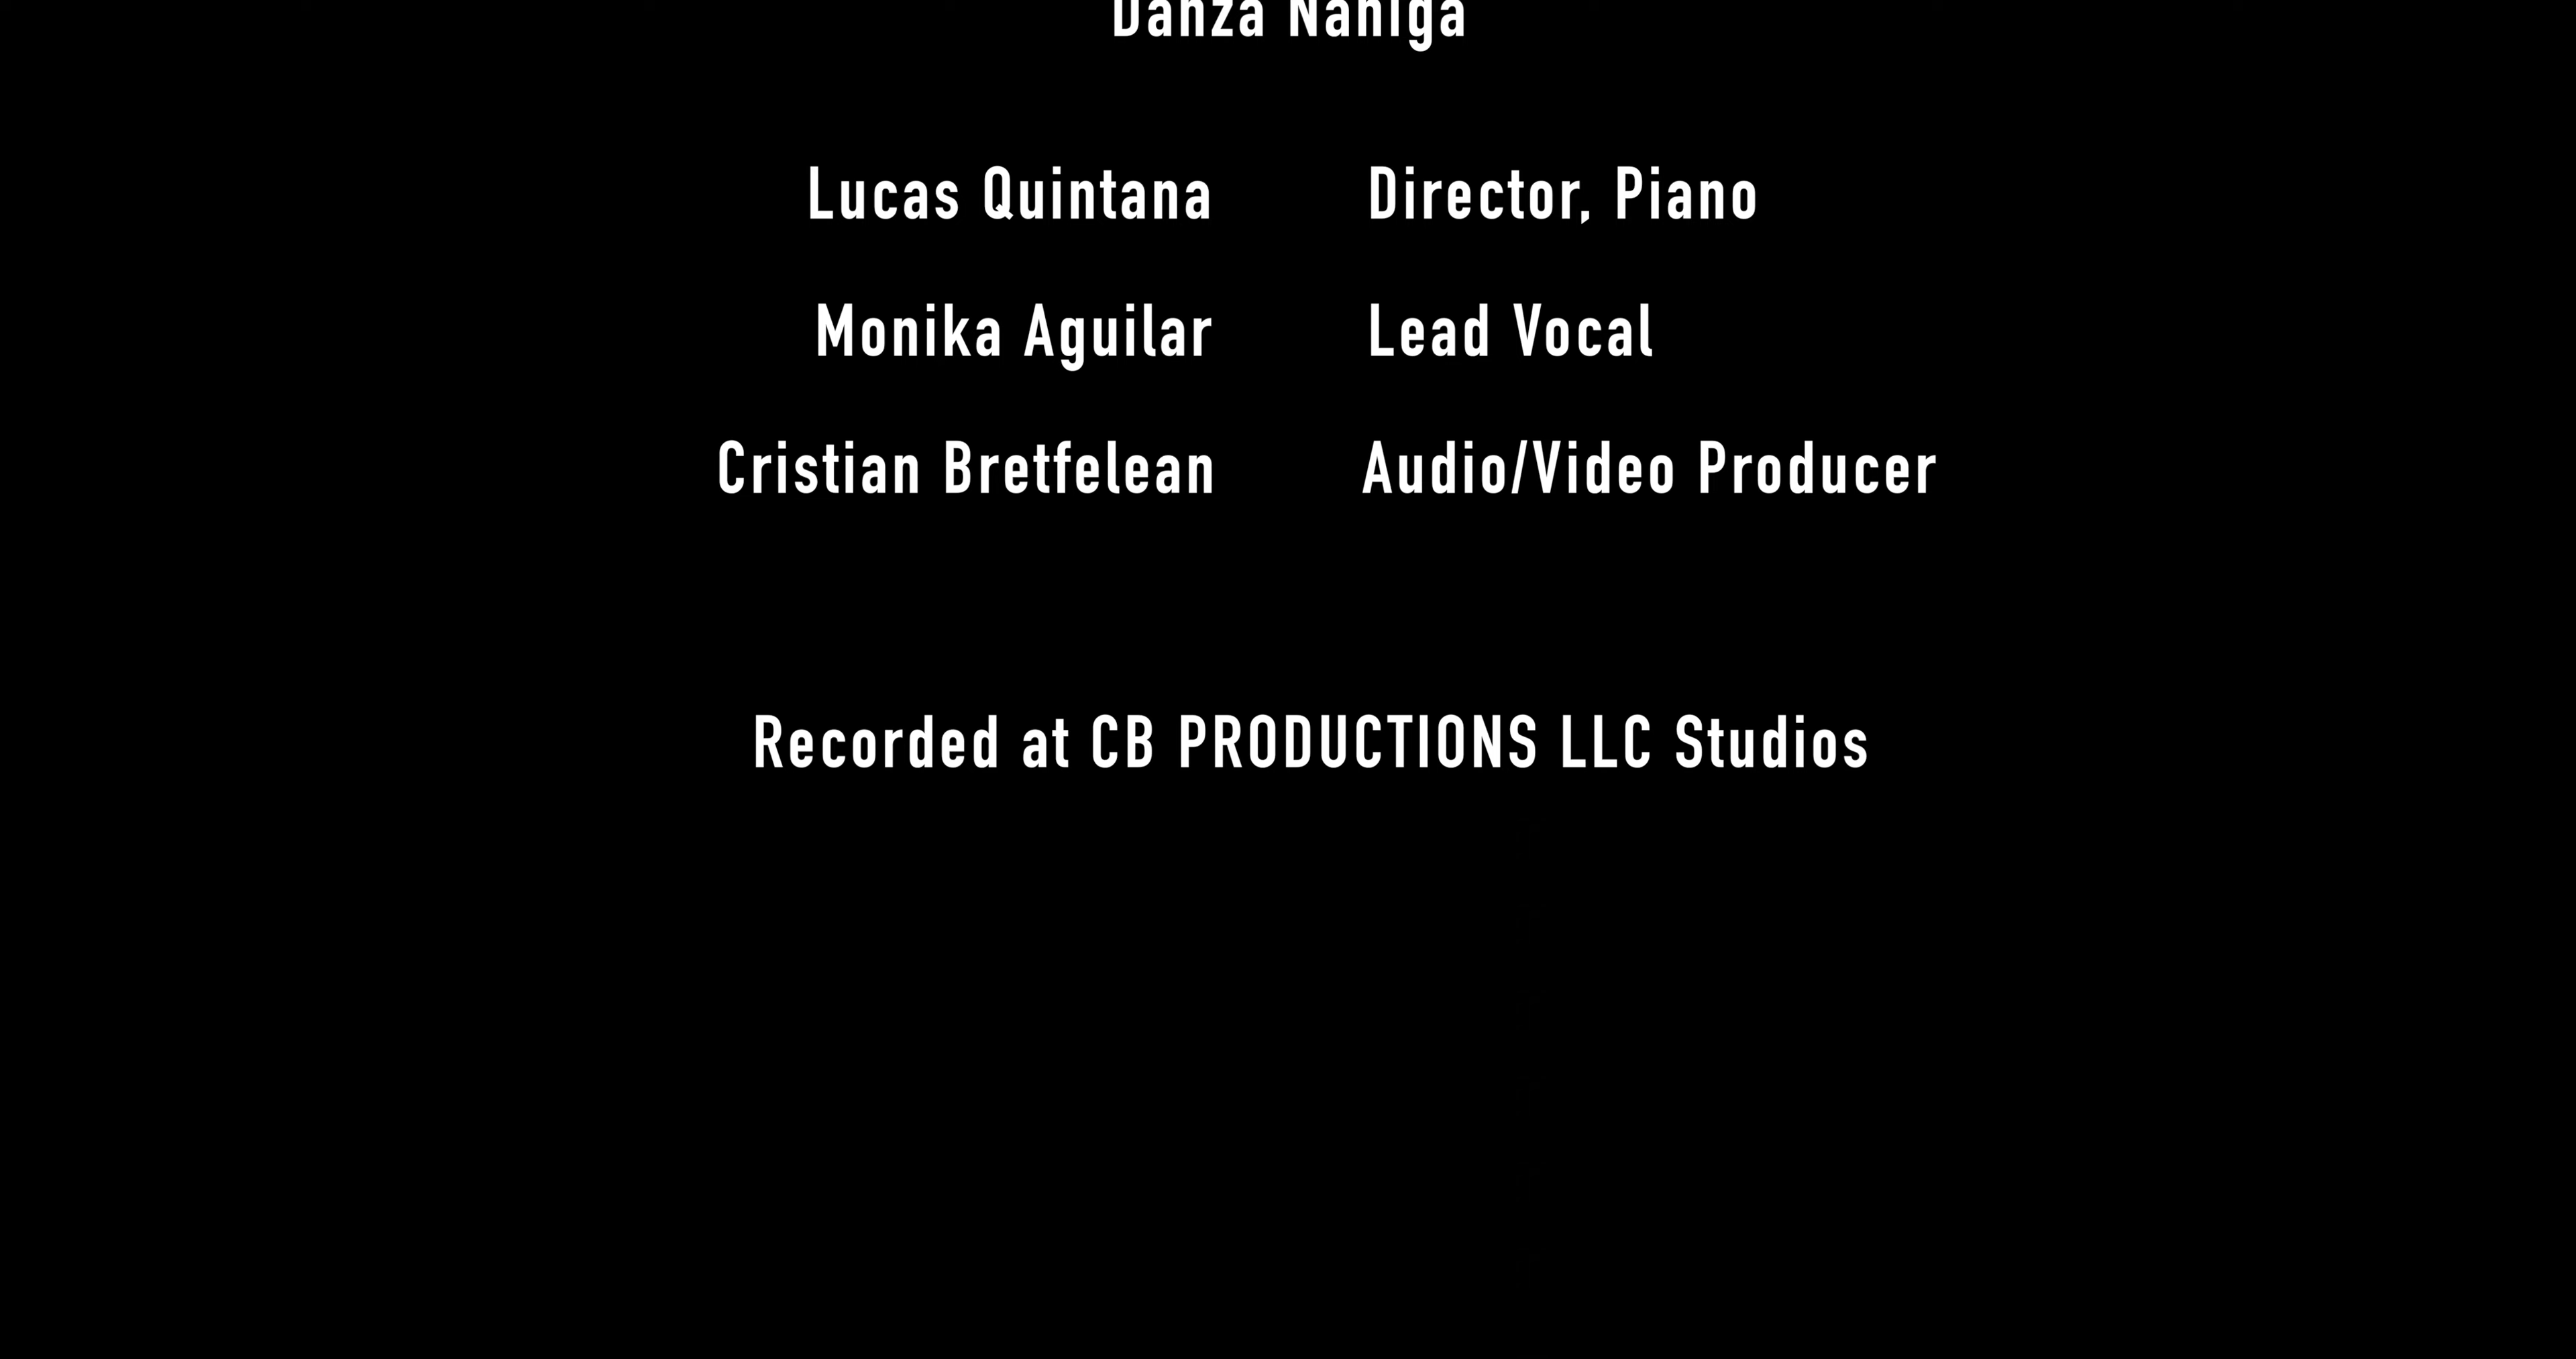 Danza Naniga
Lucas Quintana Director, Piano
Monika Aguilar Lead Vocal
Cristian Bretfelean Audio/Video Producer
Recorded at CB PRODUCTIONS LLC Studios